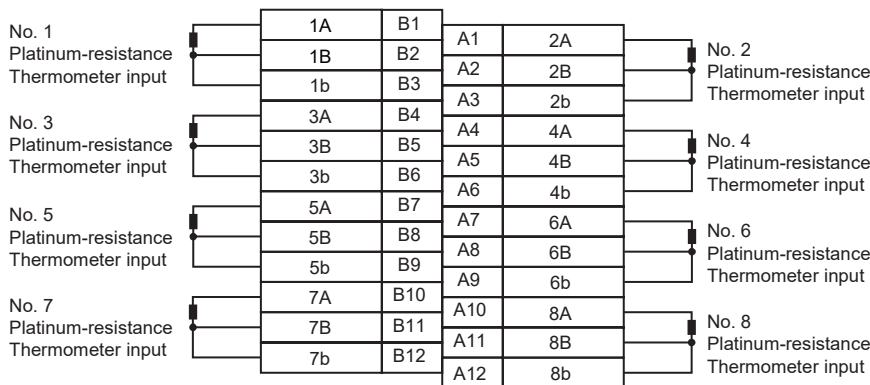 No. 1
Platinum-resistance
Thermometer input
No. 3
Platinum-resistance
Thermometer input
No. 5
Platinum-resistance
Thermometer input
No. 7
Platinum-resistance
Thermometer input
1A B1
1B B2
1b B3
3A B4
3B B5
3b B6
5A B7
5B B8
5b B9
7A B10
7B B11
7b B12
A1 2A
A2 2B
A3 2b
A4 4A
A5 4B
A6 4b
A7 6A
A8 6B
A9 6b
A10 8A
A11 8B
A12 8b
No. 2
Platinum-resistance
Thermometer input
No. 4
Platinum-resistance
Thermometer input
No. 6
Platinum-resistance
Thermometer input
No. 8
Platinum-resistance
Thermometer input